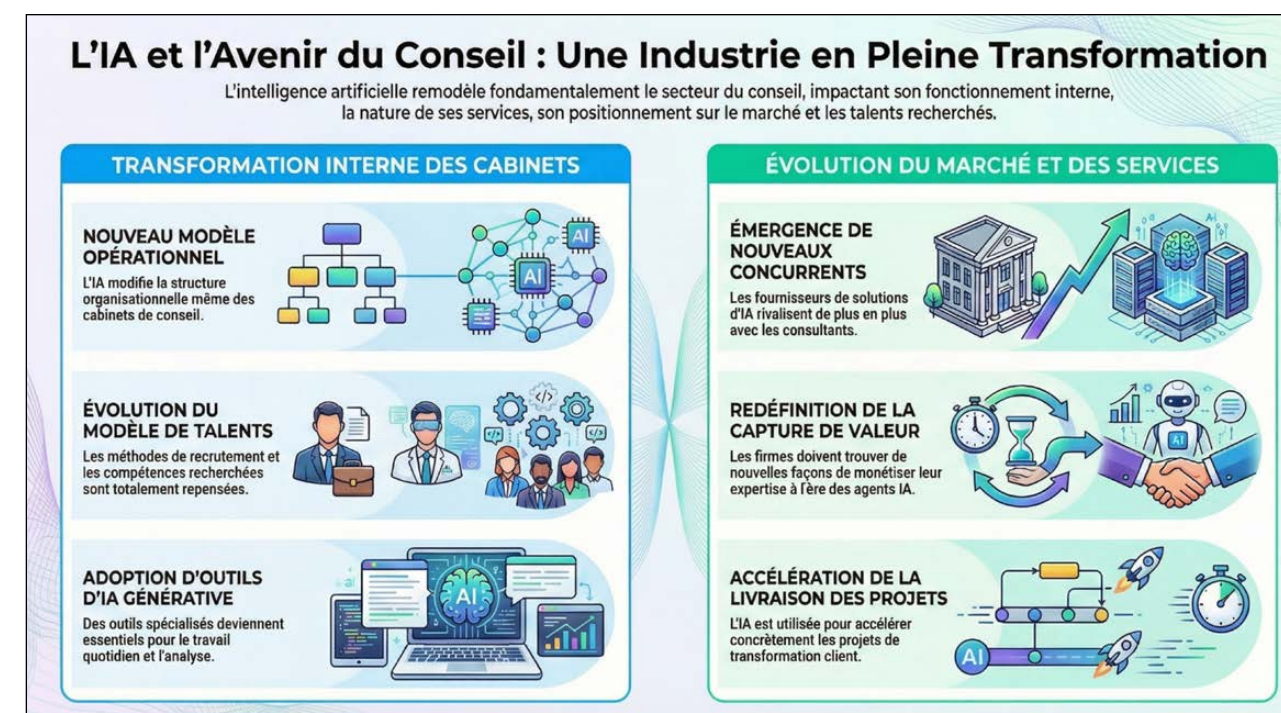 L'IA et l'Avenir du Conseil : Une Industrie en Pleine Transformation
L'intelligence artificielle remodèle fondamentalement le secteur du conseil, impactant son fonctionnement interne,
la nature de ses services, son positionnement sur le marché et les talents recherchés.
TRANSFORMATION INTERNE DES CABINETS
NOUVEAU MODÈLE
OPÉRATIONNEL
L'IA modifie la structure
organisationnelle même des
cabinets de conseil.
AI
AI
ÉVOLUTION DU
MODÈLE DE TALENTS
Les méthodes de recrutement et
les compétences recherchées
sont totalement repensées.
</>
</>
</>
ADOPTION D'OUTILS
D'IA GÉNÉRATIVE
Des outils spécialisés deviennent
essentiels pour le travail
quotidien et l'analyse.
AI
ÉVOLUTION DU MARCHÉ ET DES SERVICES
ÉMERGENCE DE
NOUVEAUX
CONCURRENTS
Les fournisseurs de solutions
d'IA rivalisent de plus en plus
avec les consultants.
REDÉFINITION DE LA
CAPTURE DE VALEUR
Les firmes doivent trouver de
nouvelles façons de monétiser leur
expertise à l'ère des agents IA.
AI
ACCÉLÉRATION DE LA
LIVRAISON DES PROJETS
L'IA est utilisée pour accélérer
concrètement les projets de
transformation client.
AI